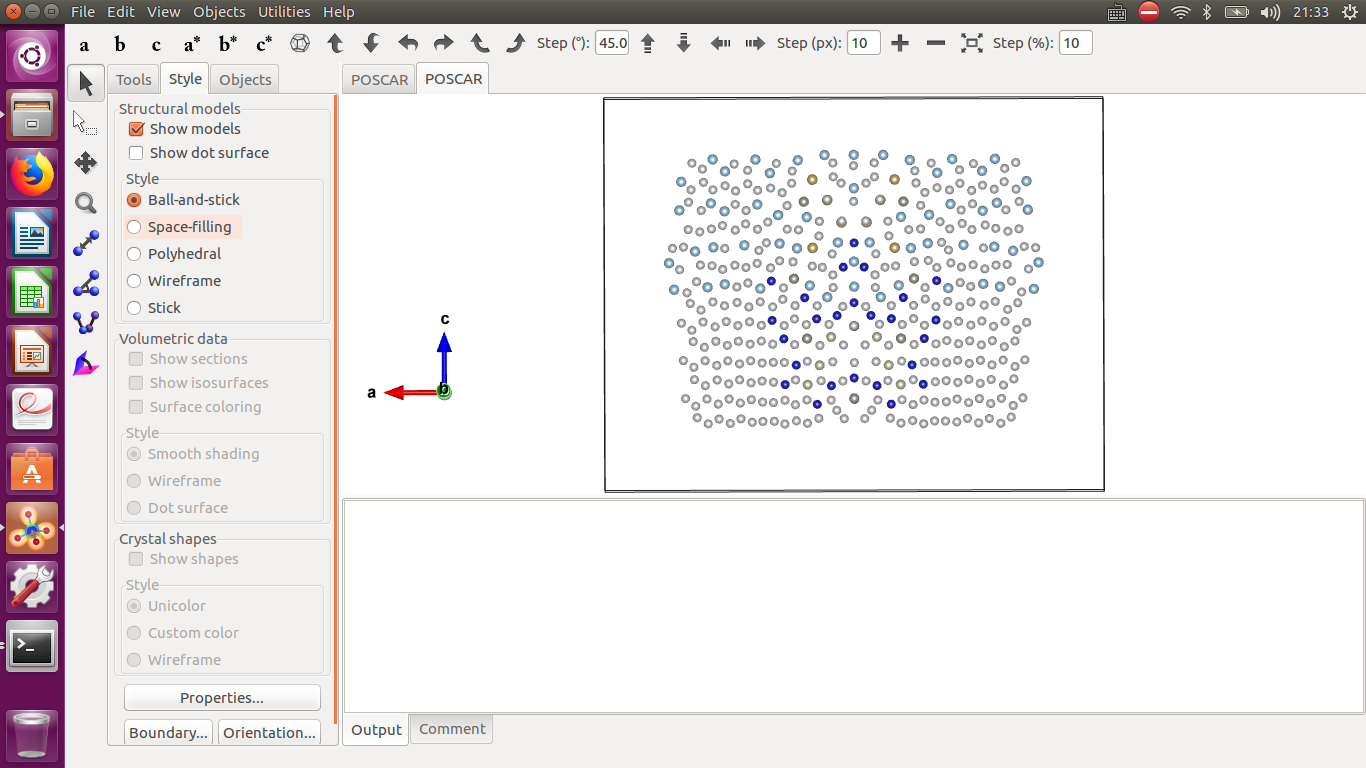 File Edit View Objects Utilities Help
21:33
a b c a* b* c* Step (°): 45.0 Step (px): 10 Step (%): 10
Tools Style Objects
POSCAR POSCAR
Structural models
Show models
Show dot surface
Style
Ball-and-stick
Space-filling
Polyhedral
Wireframe
Stick
Volumetric data
Show sections
Show isosurfaces
Surface coloring
Style
Smooth shading
Wireframe
Dot surface
Crystal shapes
Show shapes
Style
Unicolor
Custom color
Wireframe
Properties...
Boundary... Orientation...
c
a
b
Output Comment